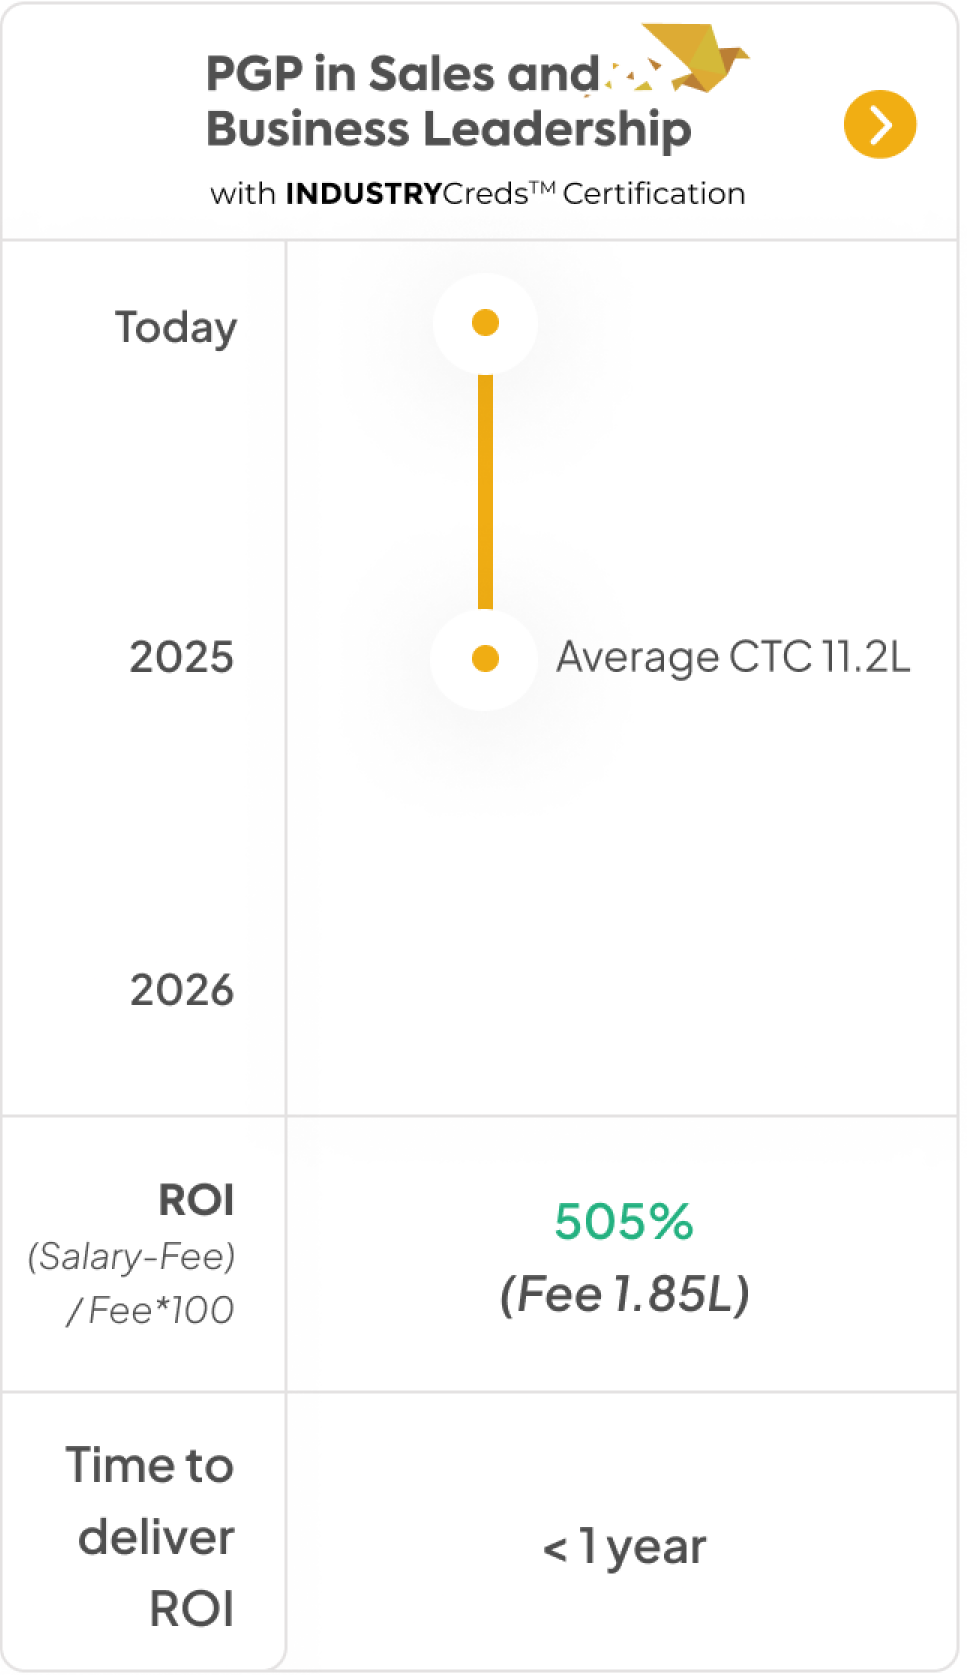 PGP in Sales and
Business Leadership
with INDUSTRYCreds™ Certification
Today
2025
Average CTC 11.2L
2026
ROI
(Salary-Fee)
/ Fee*100
505%
(Fee 1.85L)
Time to
deliver
ROI
< 1 year